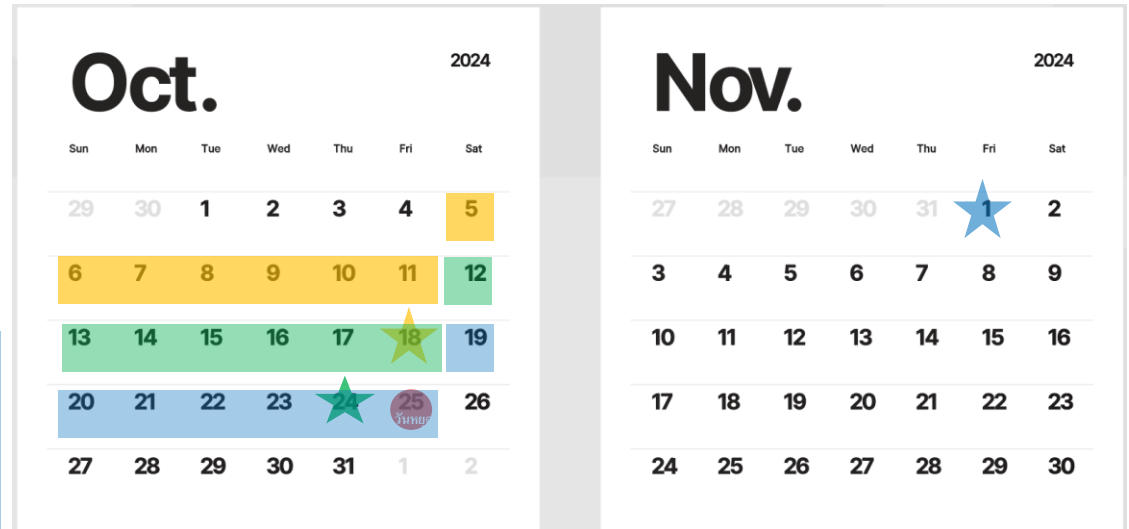 Oct.
2024
Sun Mon Tue Wed Thu Fri Sat
29 30 1 2 3 4 5
6 7 8 9 10 11 12
13 14 15 16 17 18 19
20 21 22 23 24 25 26
27 28 29 30 31 1 2
Nov.
2024
Sun Mon Tue Wed Thu Fri Sat
27 28 29 30 31 1 2
3 4 5 6 7 8 9
10 11 12 13 14 15 16
17 18 19 20 21 22 23
24 25 26 27 28 29 30